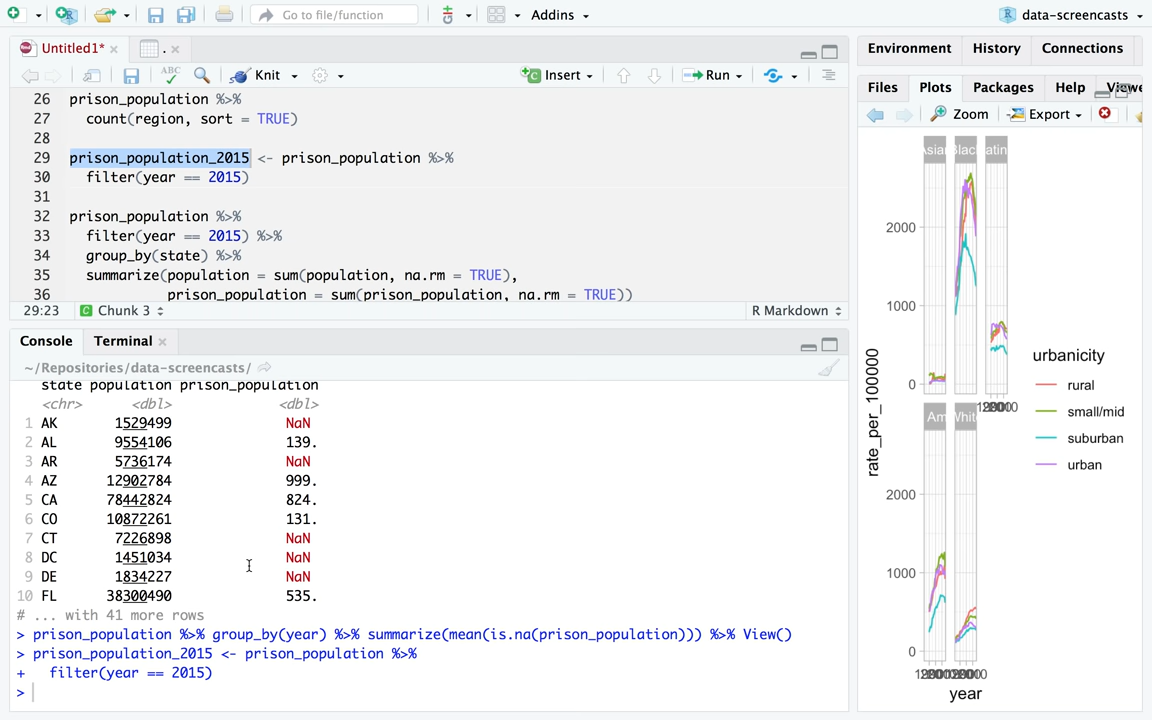 Go to file/function
Addins
data-screencasts
Untitled1*
.
Knit
Insert
Run
26 prison_population %>%
27 count(region, sort = TRUE)
28
29 prison_population_2015 <- prison_population %>%
30 filter(year == 2015)
31
32 prison_population %>%
33 filter(year == 2015) %>%
34 group_by(state) %>%
35 summarize(population = sum(population, na.rm = TRUE),
36 prison_population = sum(prison_population, na.rm = TRUE))
29:23
Chunk 3
R Markdown
Console
Terminal
~/Repositories/data-screencasts/
state population prison_population
<chr> <dbl> <dbl>
1 AK 1529499 NaN
2 AL 9554106 139.
3 AR 5736174 NaN
4 AZ 12902784 999.
5 CA 78442824 824.
6 CO 10872261 131.
7 CT 7226898 NaN
8 DC 1451034 NaN
9 DE 1834227 NaN
10 FL 38300490 535.
# ... with 41 more rows
> prison_population %>% group_by(year) %>% summarize(mean(is.na(prison_population))) %>% View()
> prison_population_2015 <- prison_population %>%
+ filter(year == 2015)
>
Environment
History
Connections
Files
Plots
Packages
Help
Zoom
Export
2000
1000
0
2000
1000
0
rate_per_100000
year
urbanicity
rural
small/mid
suburban
urban